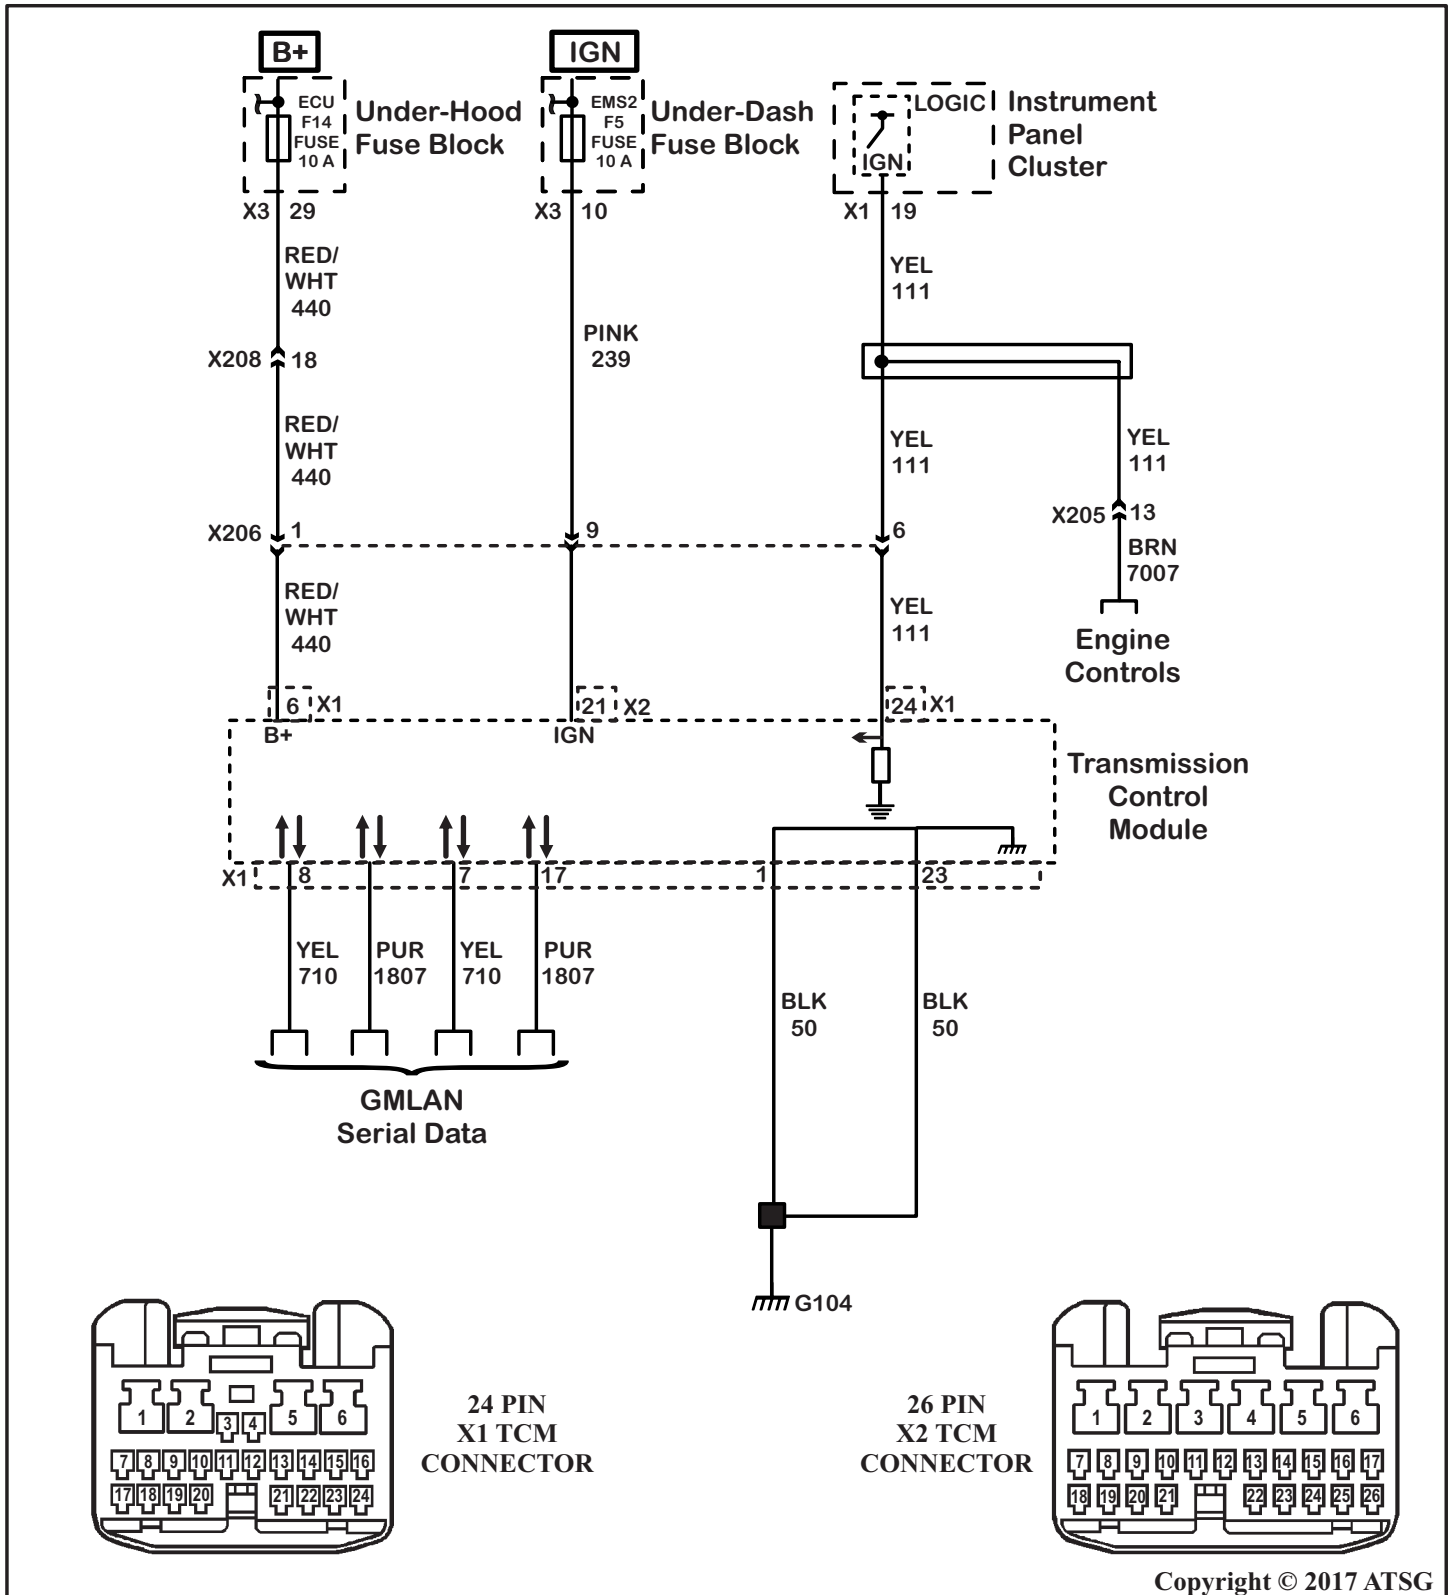 B+
IGN
ECU
F14
FUSE
10 A
Under-Hood
Fuse Block
EMS2
F5
FUSE
10 A
Under-Dash
Fuse Block
LOGIC
IGN
Instrument
Panel
Cluster
X3 29
X3 10
X1 19
RED/
WHT
440
YEL
111
X208 18
PINK
239
RED/
WHT
440
YEL
111
YEL
111
X205 13
X206 1
9
6
BRN
7007
RED/
WHT
440
YEL
111
Engine
Controls
6 X1
21 X2
24 X1
B+
IGN
Transmission
Control
Module
X1 8 7 17 1 23
YEL
710
PUR
1807
YEL
710
PUR
1807
BLK
50
BLK
50
GMLAN
Serial Data
G104
24 PIN
X1 TCM
CONNECTOR
1 2 3 4 5 6
7 8 9 10 11 12 13 14 15 16
17 18 19 20 21 22 23 24
26 PIN
X2 TCM
CONNECTOR
1 2 3 4 5 6
7 8 9 10 11 12 13 14 15 16 17
18 19 20 21 22 23 24 25 26
Copyright © 2017 ATSG